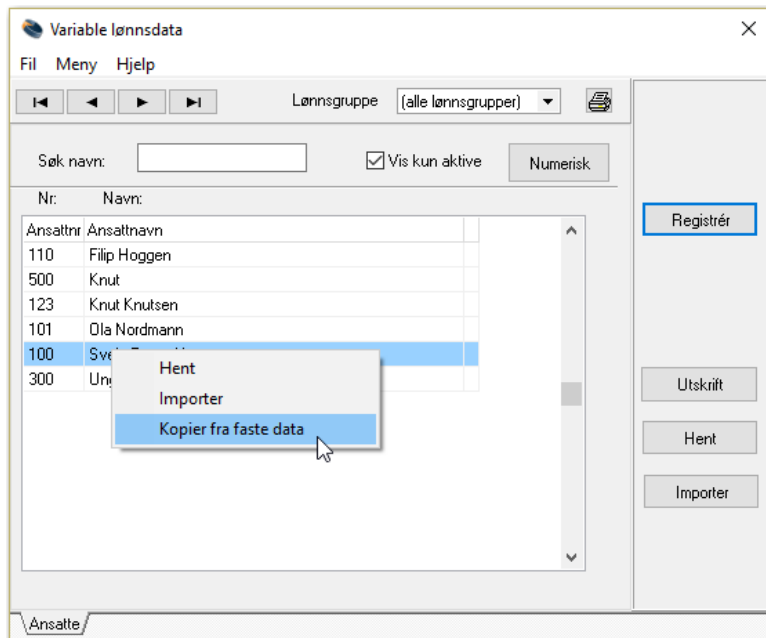 Variable lønnsdata
Fil Meny Hjelp
Lønnsgruppe (alle lønnsgrupper)
Søk navn: Vis kun aktive Numerisk
Nr: Navn:
Registrér
Ansattnr Ansattnavn
110 Filip Hoggen
500 Knut
123 Knut Knutsen
101 Ola Nordmann
100
300
Hent
Importer
Kopier fra faste data
Utskrift
Hent
Importer
Ansatte